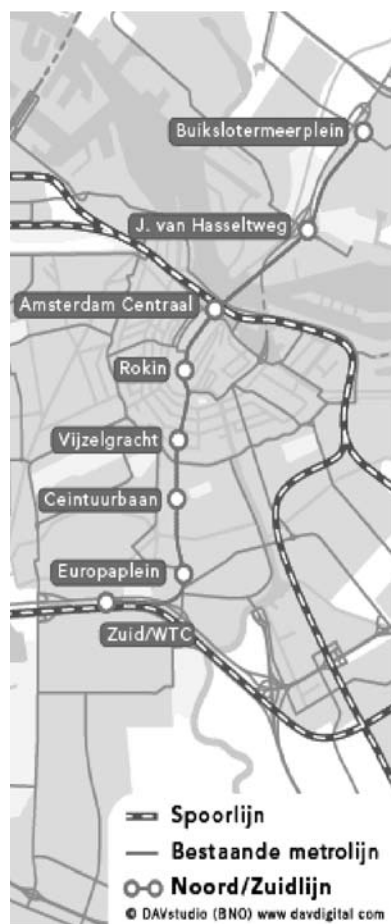 Buikslotermeerplein
J. van Hasseltweg
Amsterdam Centraal
Rokin
Vijzelgracht
Ceintuurbaan
Europaplein
Zuid/WTC
Spoorlijn
Bestaande metrolijn
Noord/Zuidlijn
© DAVstudio (BNO) www.davdigital com